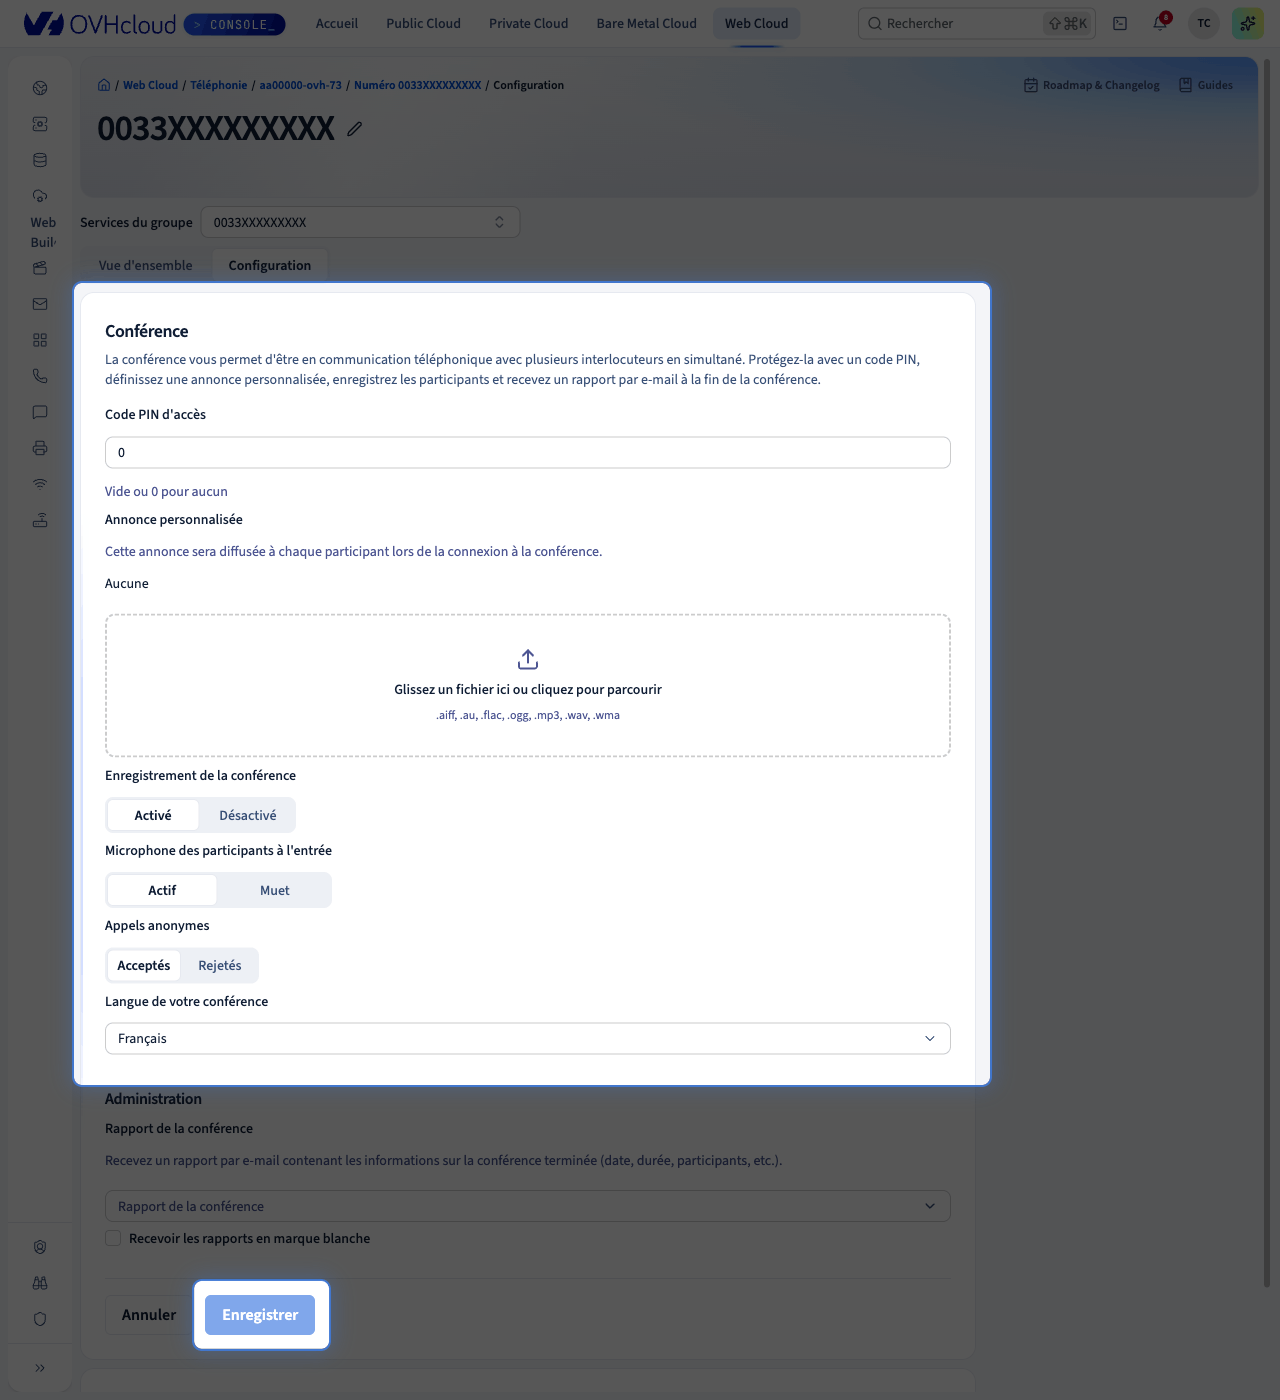 OVHcloud > CONSOLE_ Accueil Public Cloud Private Cloud Bare Metal Cloud Web Cloud Rechercher ⇧⌘K 8 TC
/ Web Cloud / Téléphonie / aa00000-ovh-73 / Numéro 0033XXXXXXXXX / Configuration
Roadmap & Changelog Guides
0033XXXXXXXXX
Services du groupe 0033XXXXXXXXX
Web
Buil
Vue d'ensemble Configuration
Conférence
La conférence vous permet d'être en communication téléphonique avec plusieurs interlocuteurs en simultané. Protégez-la avec un code PIN,
définissez une annonce personnalisée, enregistrez les participants et recevez un rapport par e-mail à la fin de la conférence.
Code PIN d'accès
0
Vide ou 0 pour aucun
Annonce personnalisée
Cette annonce sera diffusée à chaque participant lors de la connexion à la conférence.
Aucune
Glissez un fichier ici ou cliquez pour parcourir
.aiff, .au, .flac, .ogg, .mp3, .wav, .wma
Enregistrement de la conférence
Activé Désactivé
Microphone des participants à l'entrée
Actif Muet
Appels anonymes
Acceptés Rejetés
Langue de votre conférence
Français
Administration
Rapport de la conférence
Recevez un rapport par e-mail contenant les informations sur la conférence terminée (date, durée, participants, etc.).
Rapport de la conférence
Recevoir les rapports en marque blanche
Annuler Enregistrer